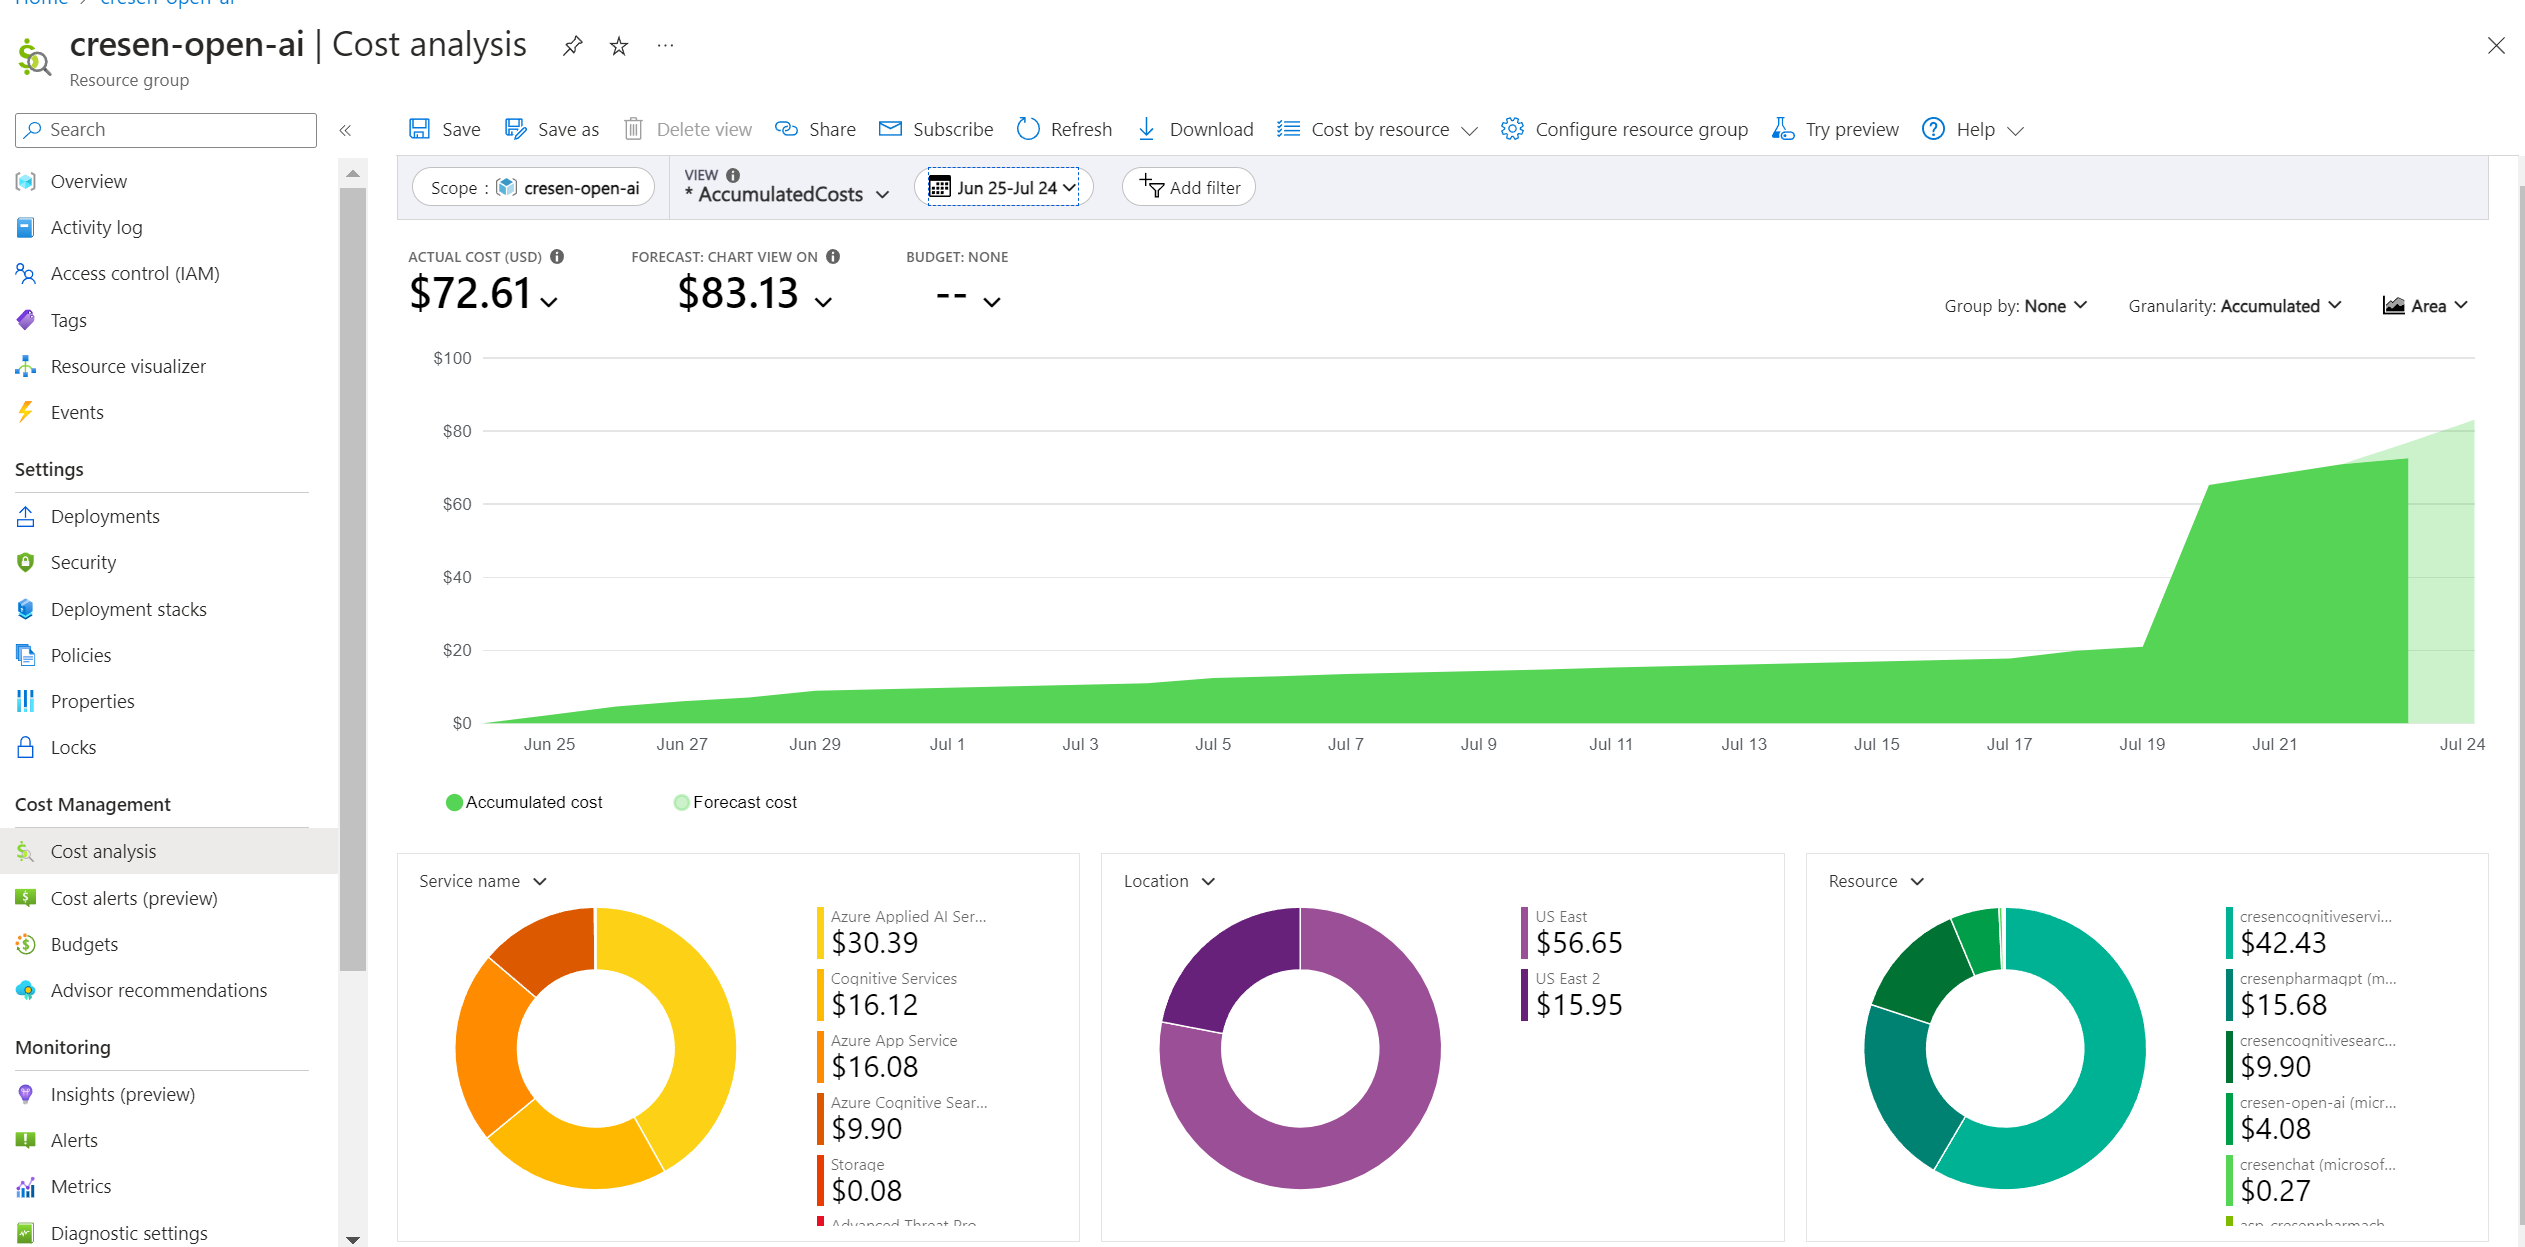 Home > cresen-open-ai
cresen-open-ai | Cost analysis
Resource group
Search
Overview
Activity log
Access control (IAM)
Tags
Resource visualizer
Events
Settings
Deployments
Security
Deployment stacks
Policies
Properties
Locks
Cost Management
Cost analysis
Cost alerts (preview)
Budgets
Advisor recommendations
Monitoring
Insights (preview)
Alerts
Metrics
Diagnostic settings
Save Save as Delete view Share Subscribe Refresh Download Cost by resource Configure resource group Try preview Help
Scope : cresen-open-ai
VIEW
* AccumulatedCosts
Jun 25-Jul 24
Add filter
ACTUAL COST (USD)
$72.61
FORECAST: CHART VIEW ON
$83.13
BUDGET: NONE
--
Group by: None
Granularity: Accumulated
Area
$100
$80
$60
$40
$20
$0
Jun 25 Jun 27 Jun 29 Jul 1 Jul 3 Jul 5 Jul 7 Jul 9 Jul 11 Jul 13 Jul 15 Jul 17 Jul 19 Jul 21 Jul 24
Accumulated cost Forecast cost
Service name
Azure Applied AI Ser...
$30.39
Cognitive Services
$16.12
Azure App Service
$16.08
Azure Cognitive Sear...
$9.90
Storage
$0.08
Advanced Threat Pro
Location
US East
$56.65
US East 2
$15.95
Resource
cresencognitiveservi...
$42.43
cresenpharmagpt (m...
$15.68
cresencognitivesearc...
$9.90
cresen-open-ai (micr...
$4.08
cresenchat (microsof...
$0.27
asp-cresenpharmach